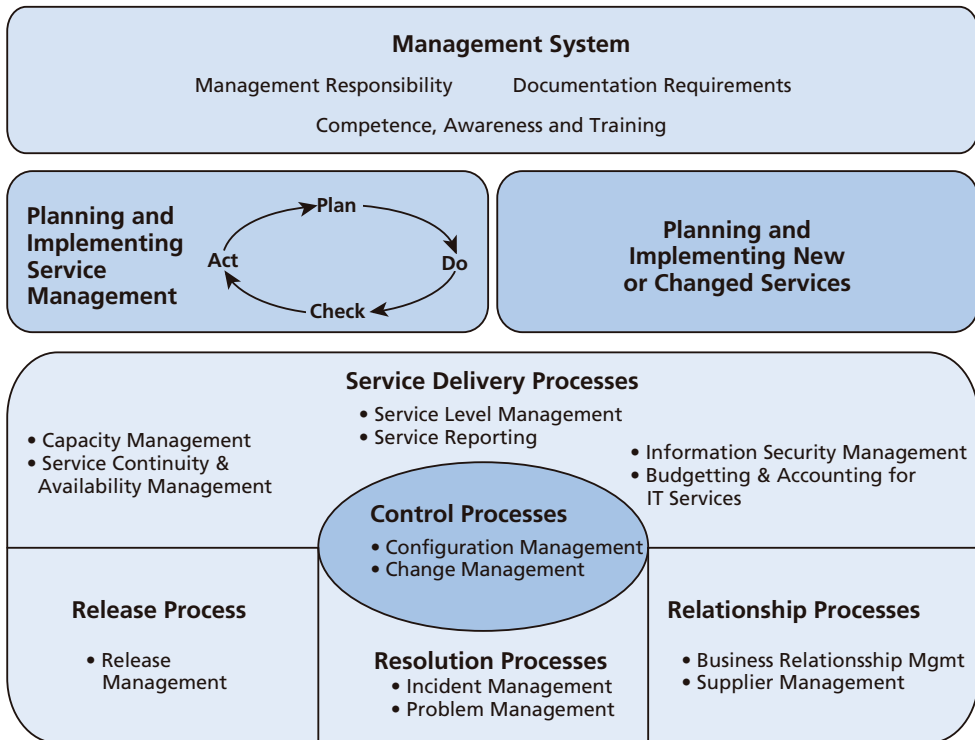 Management System
Management Responsibility
Documentation Requirements
Competence, Awareness and Training
Planning and
Implementing
Service
Management
Plan
Act
Do
Check
Planning and
Implementing New
or Changed Services
Service Delivery Processes
• Service Level Management
• Service Reporting
• Capacity Management
• Service Continuity &
Availability Management
• Information Security Management
• Budgetting & Accounting for
IT Services
Control Processes
• Configuration Management
• Change Management
Release Process
• Release
Management
Resolution Processes
• Incident Management
• Problem Management
Relationship Processes
• Business Relationsship Mgmt
• Supplier Management